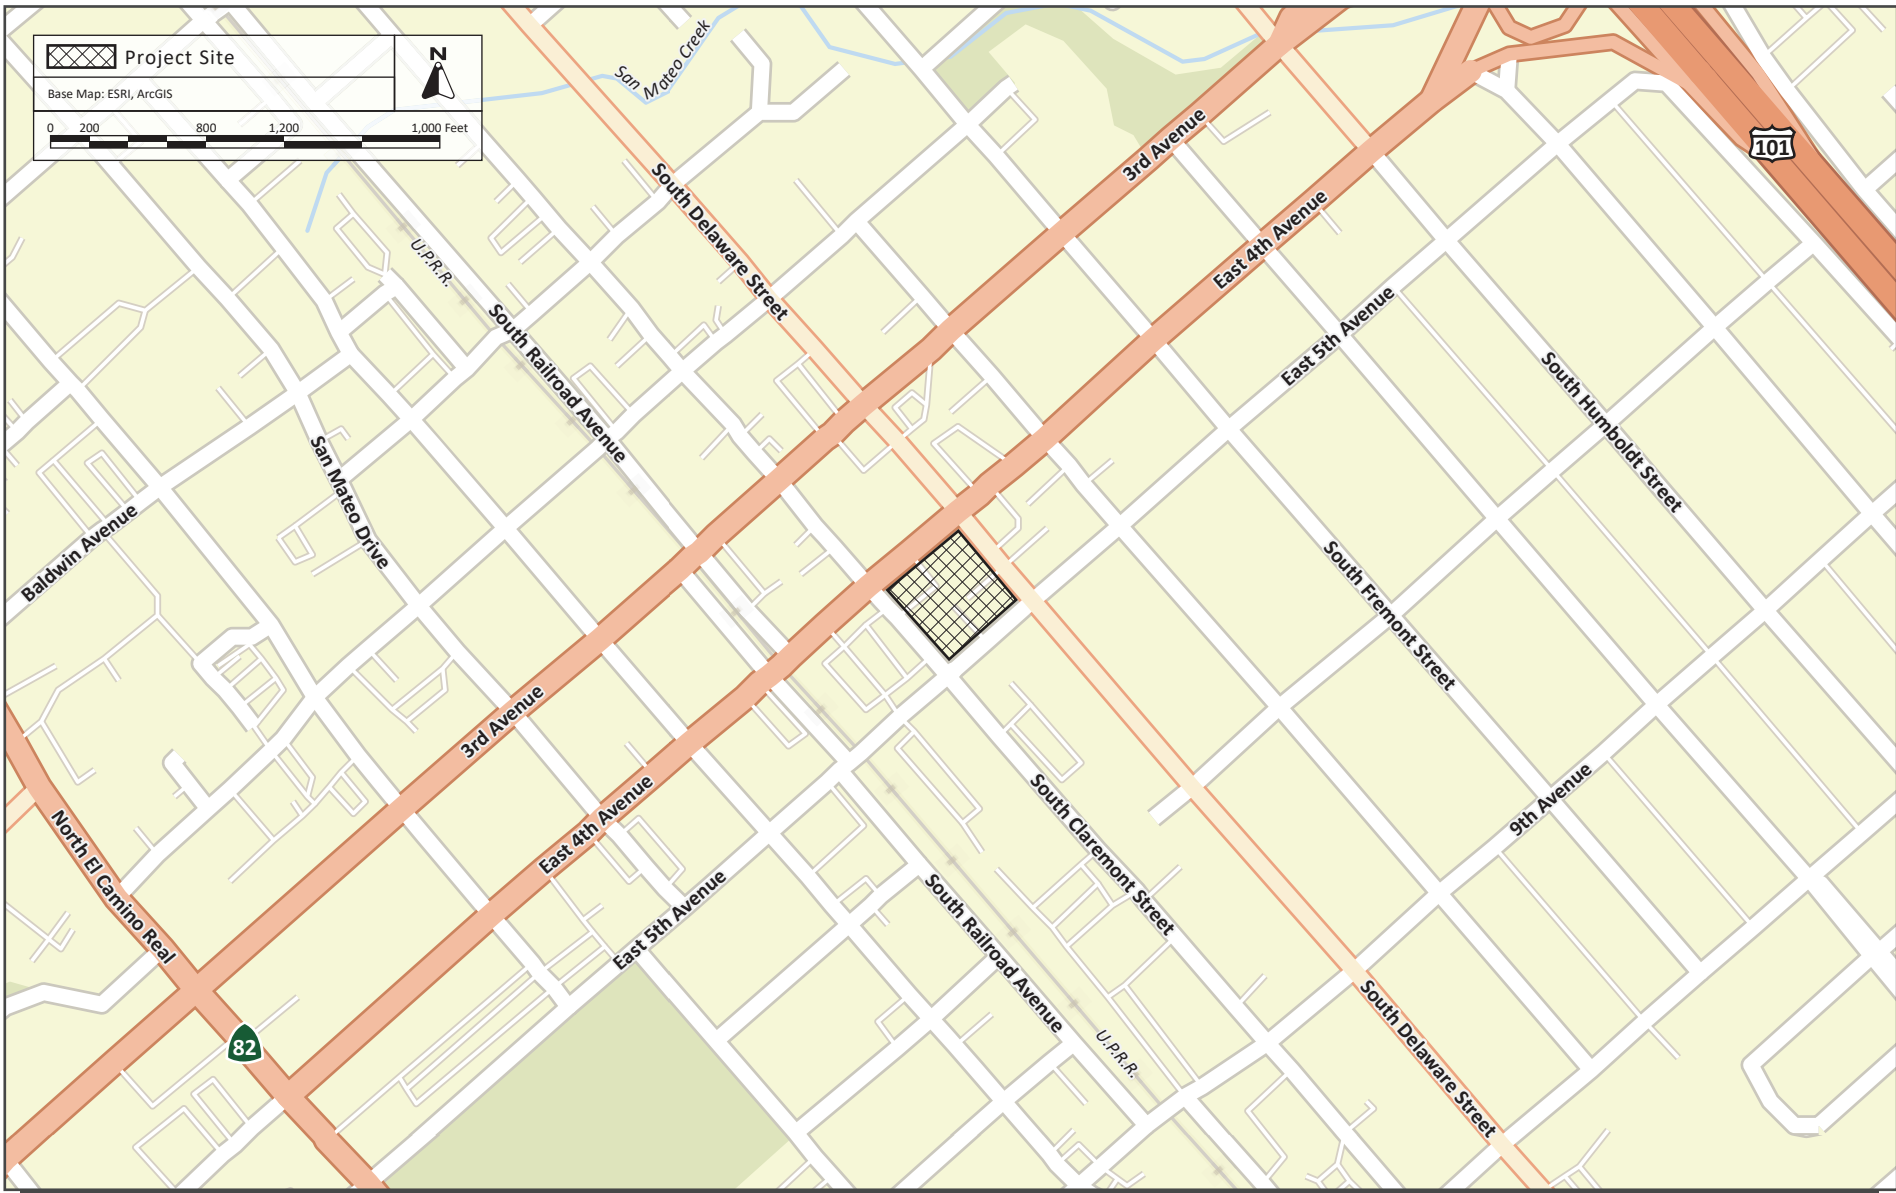 Project Site
N
Base Map: ESRI, ArcGIS
0 200 800 1,200 1,000 Feet
San Mateo Creek
3rd Avenue
101
South Delaware Street
East 4th Avenue
U.P.R.R.
South Railroad Avenue
East 5th Avenue
South Humboldt Street
San Mateo Drive
Baldwin Avenue
South Fremont Street
3rd Avenue
East 4th Avenue
South Claremont Street
9th Avenue
North El Camino Real
East 5th Avenue
South Railroad Avenue
82
U.P.R.R.
South Delaware Street